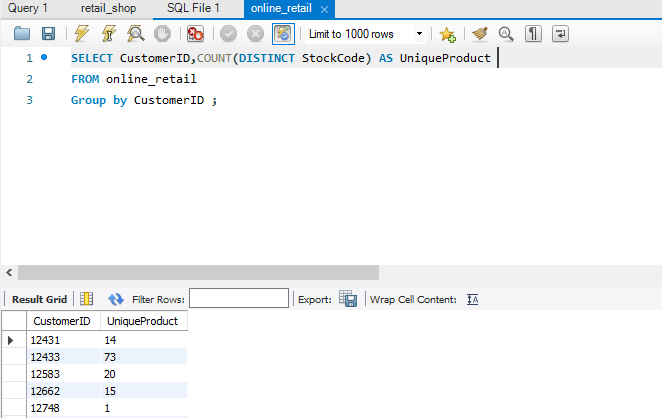 Query 1 retail_shop SQL File 1 online_retail
Limit to 1000 rows
1 SELECT CustomerID,COUNT(DISTINCT StockCode) AS UniqueProduct
2 FROM online_retail
3 Group by CustomerID ;
Result Grid Filter Rows: Export: Wrap Cell Content:
CustomerID UniqueProduct
12431 14
12433 73
12583 20
12662 15
12748 1